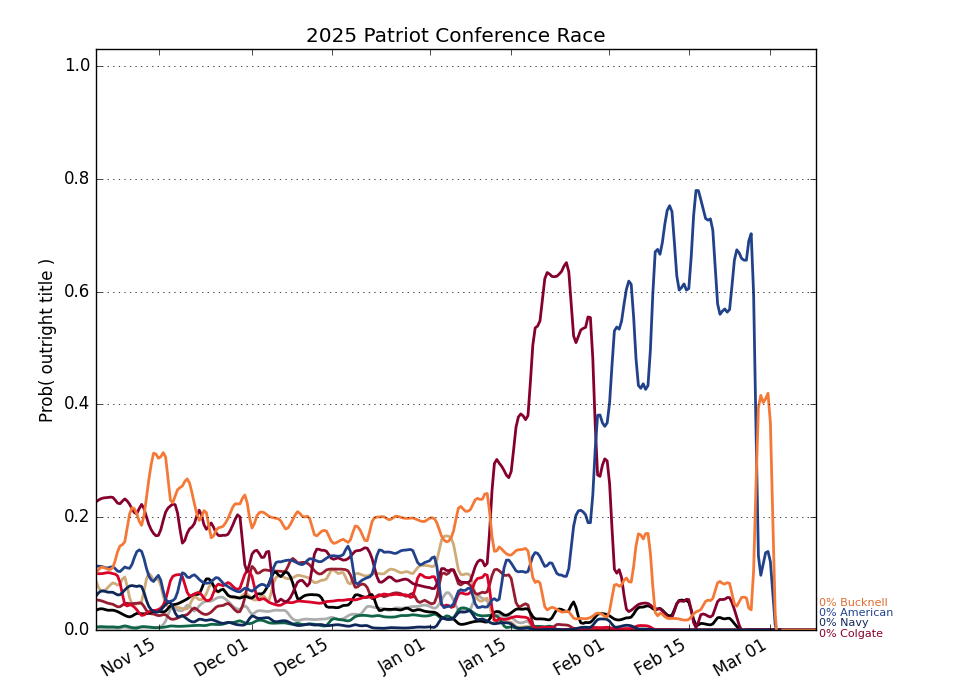 2025 Patriot Conference Race
Prob( outright title )
1.0
0.8
0.6
0.4
0.2
0.0
Nov 15
Dec 01
Dec 15
Jan 01
Jan 15
Feb 01
Feb 15
Mar 01
0% Bucknell
0% American
0% Navy
0% Colgate